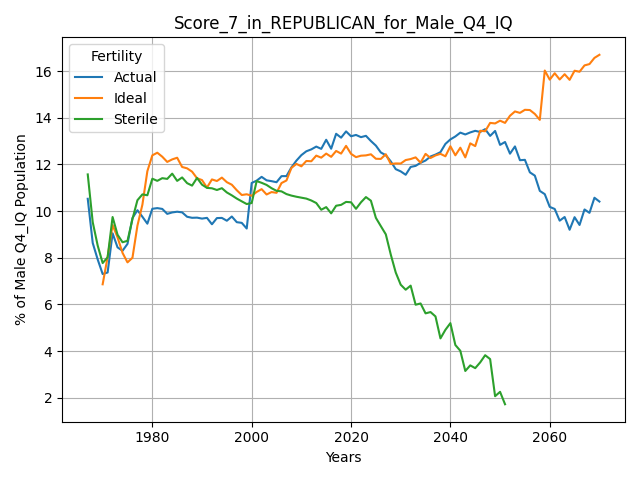 Score_7_in_REPUBLICAN_for_Male_Q4_IQ
Fertility
Actual
Ideal
Sterile
% of Male Q4_IQ Population
16
14
12
10
8
6
4
2
1980
2000
2020
2040
2060
Years